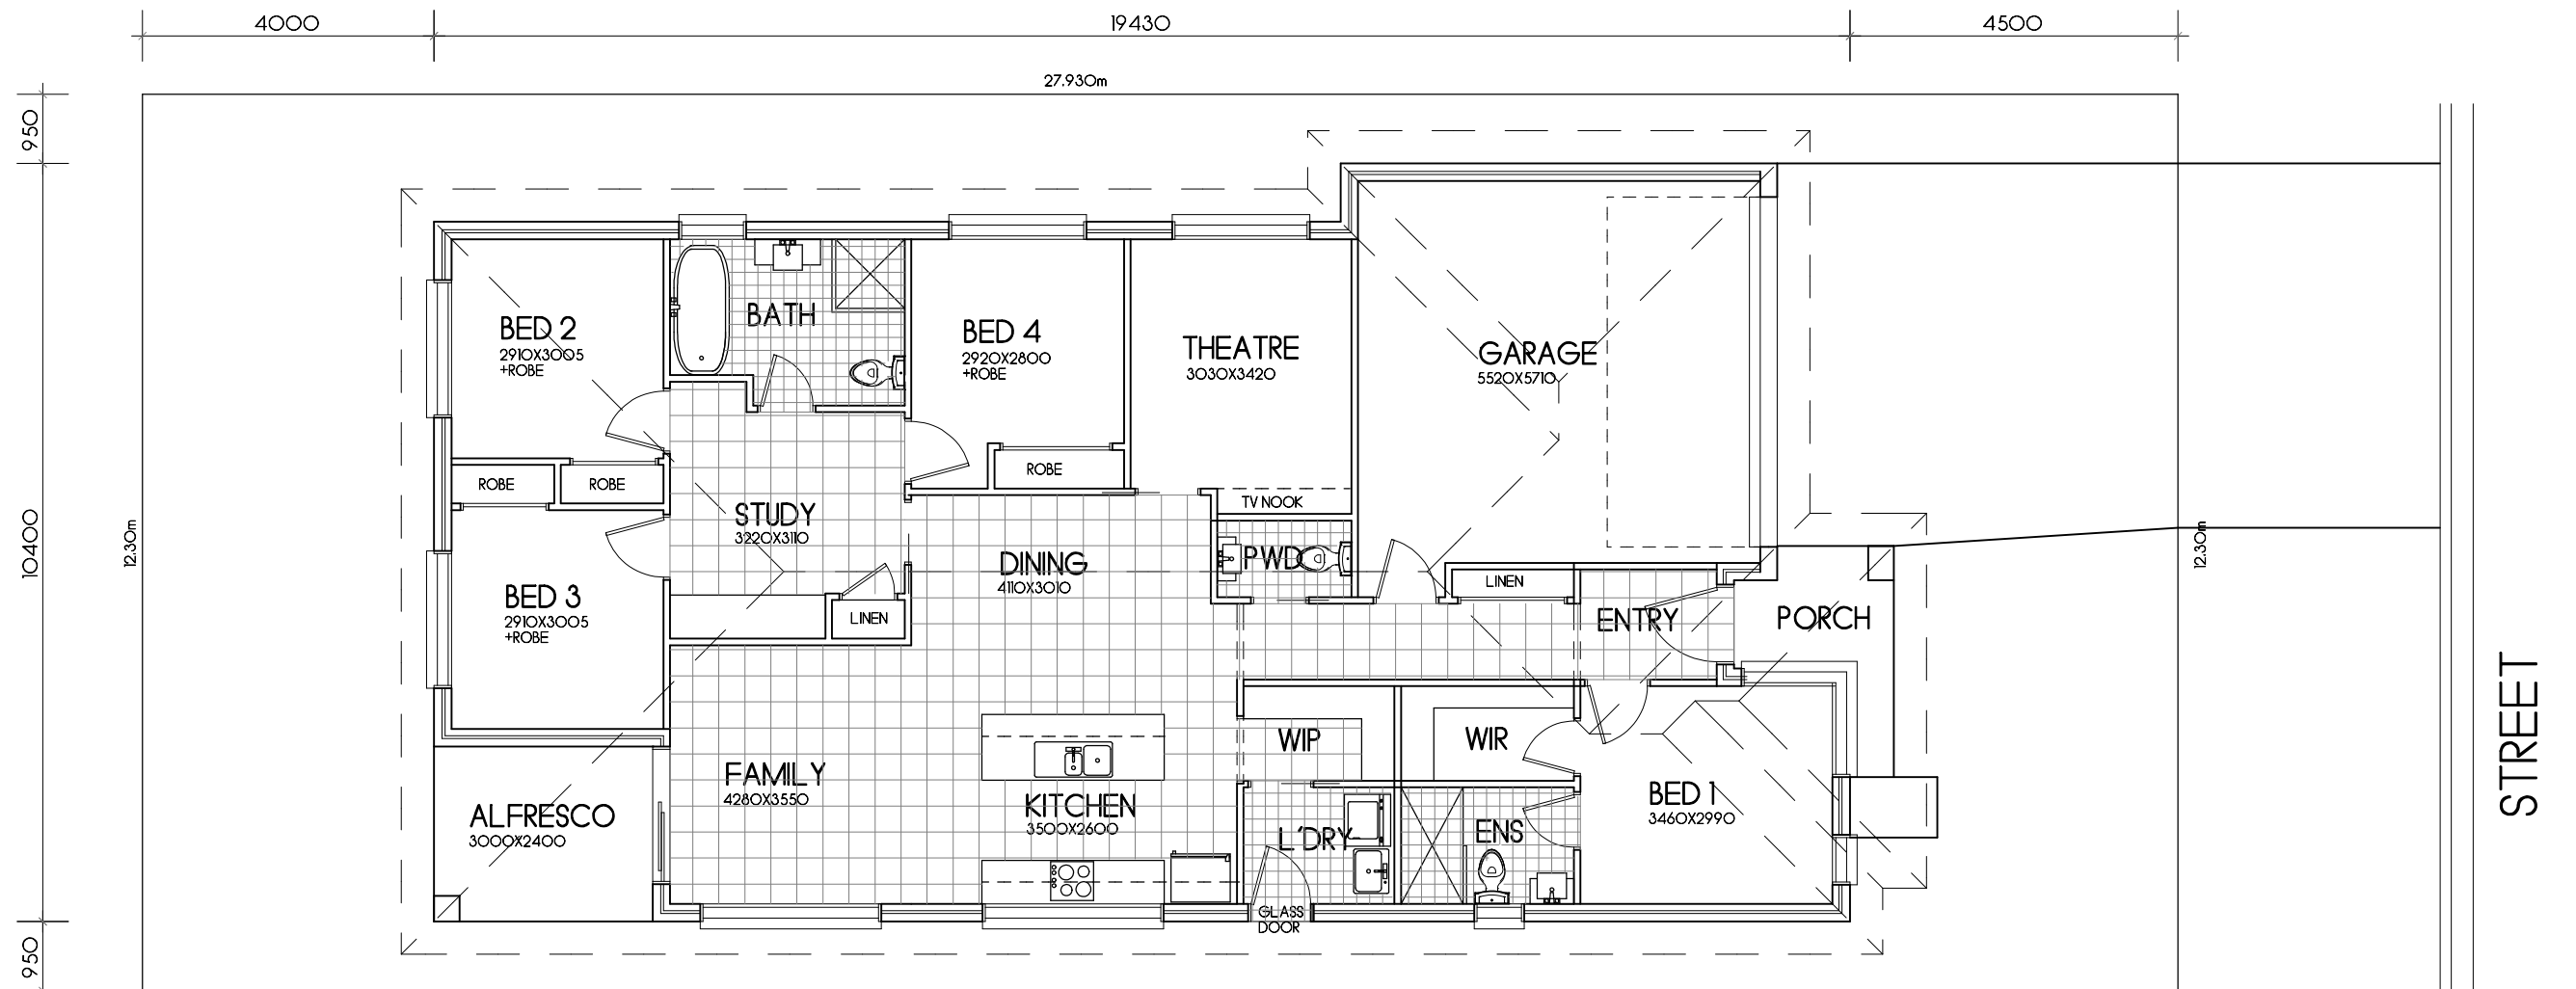 4000
19430
4500
27.930m
950
10400
950
12.30m
12.30m
BED 2
2910X3005
+ROBE
BATH
BED 4
2920X2800
+ROBE
THEATRE
3030X3420
GARAGE
5520X5710
ROBE
ROBE
ROBE
TV NOOK
STUDY
3220X3110
DINING
4110X3010
PWD
LINEN
BED 3
2910X3005
+ROBE
LINEN
ENTRY
PORCH
WIP
WIR
FAMILY
4280X3550
KITCHEN
3500X2600
ALFRESCO
3000X2400
L'DRY
ENS
BED 1
3460X2990
GLASS
DOOR
STREET